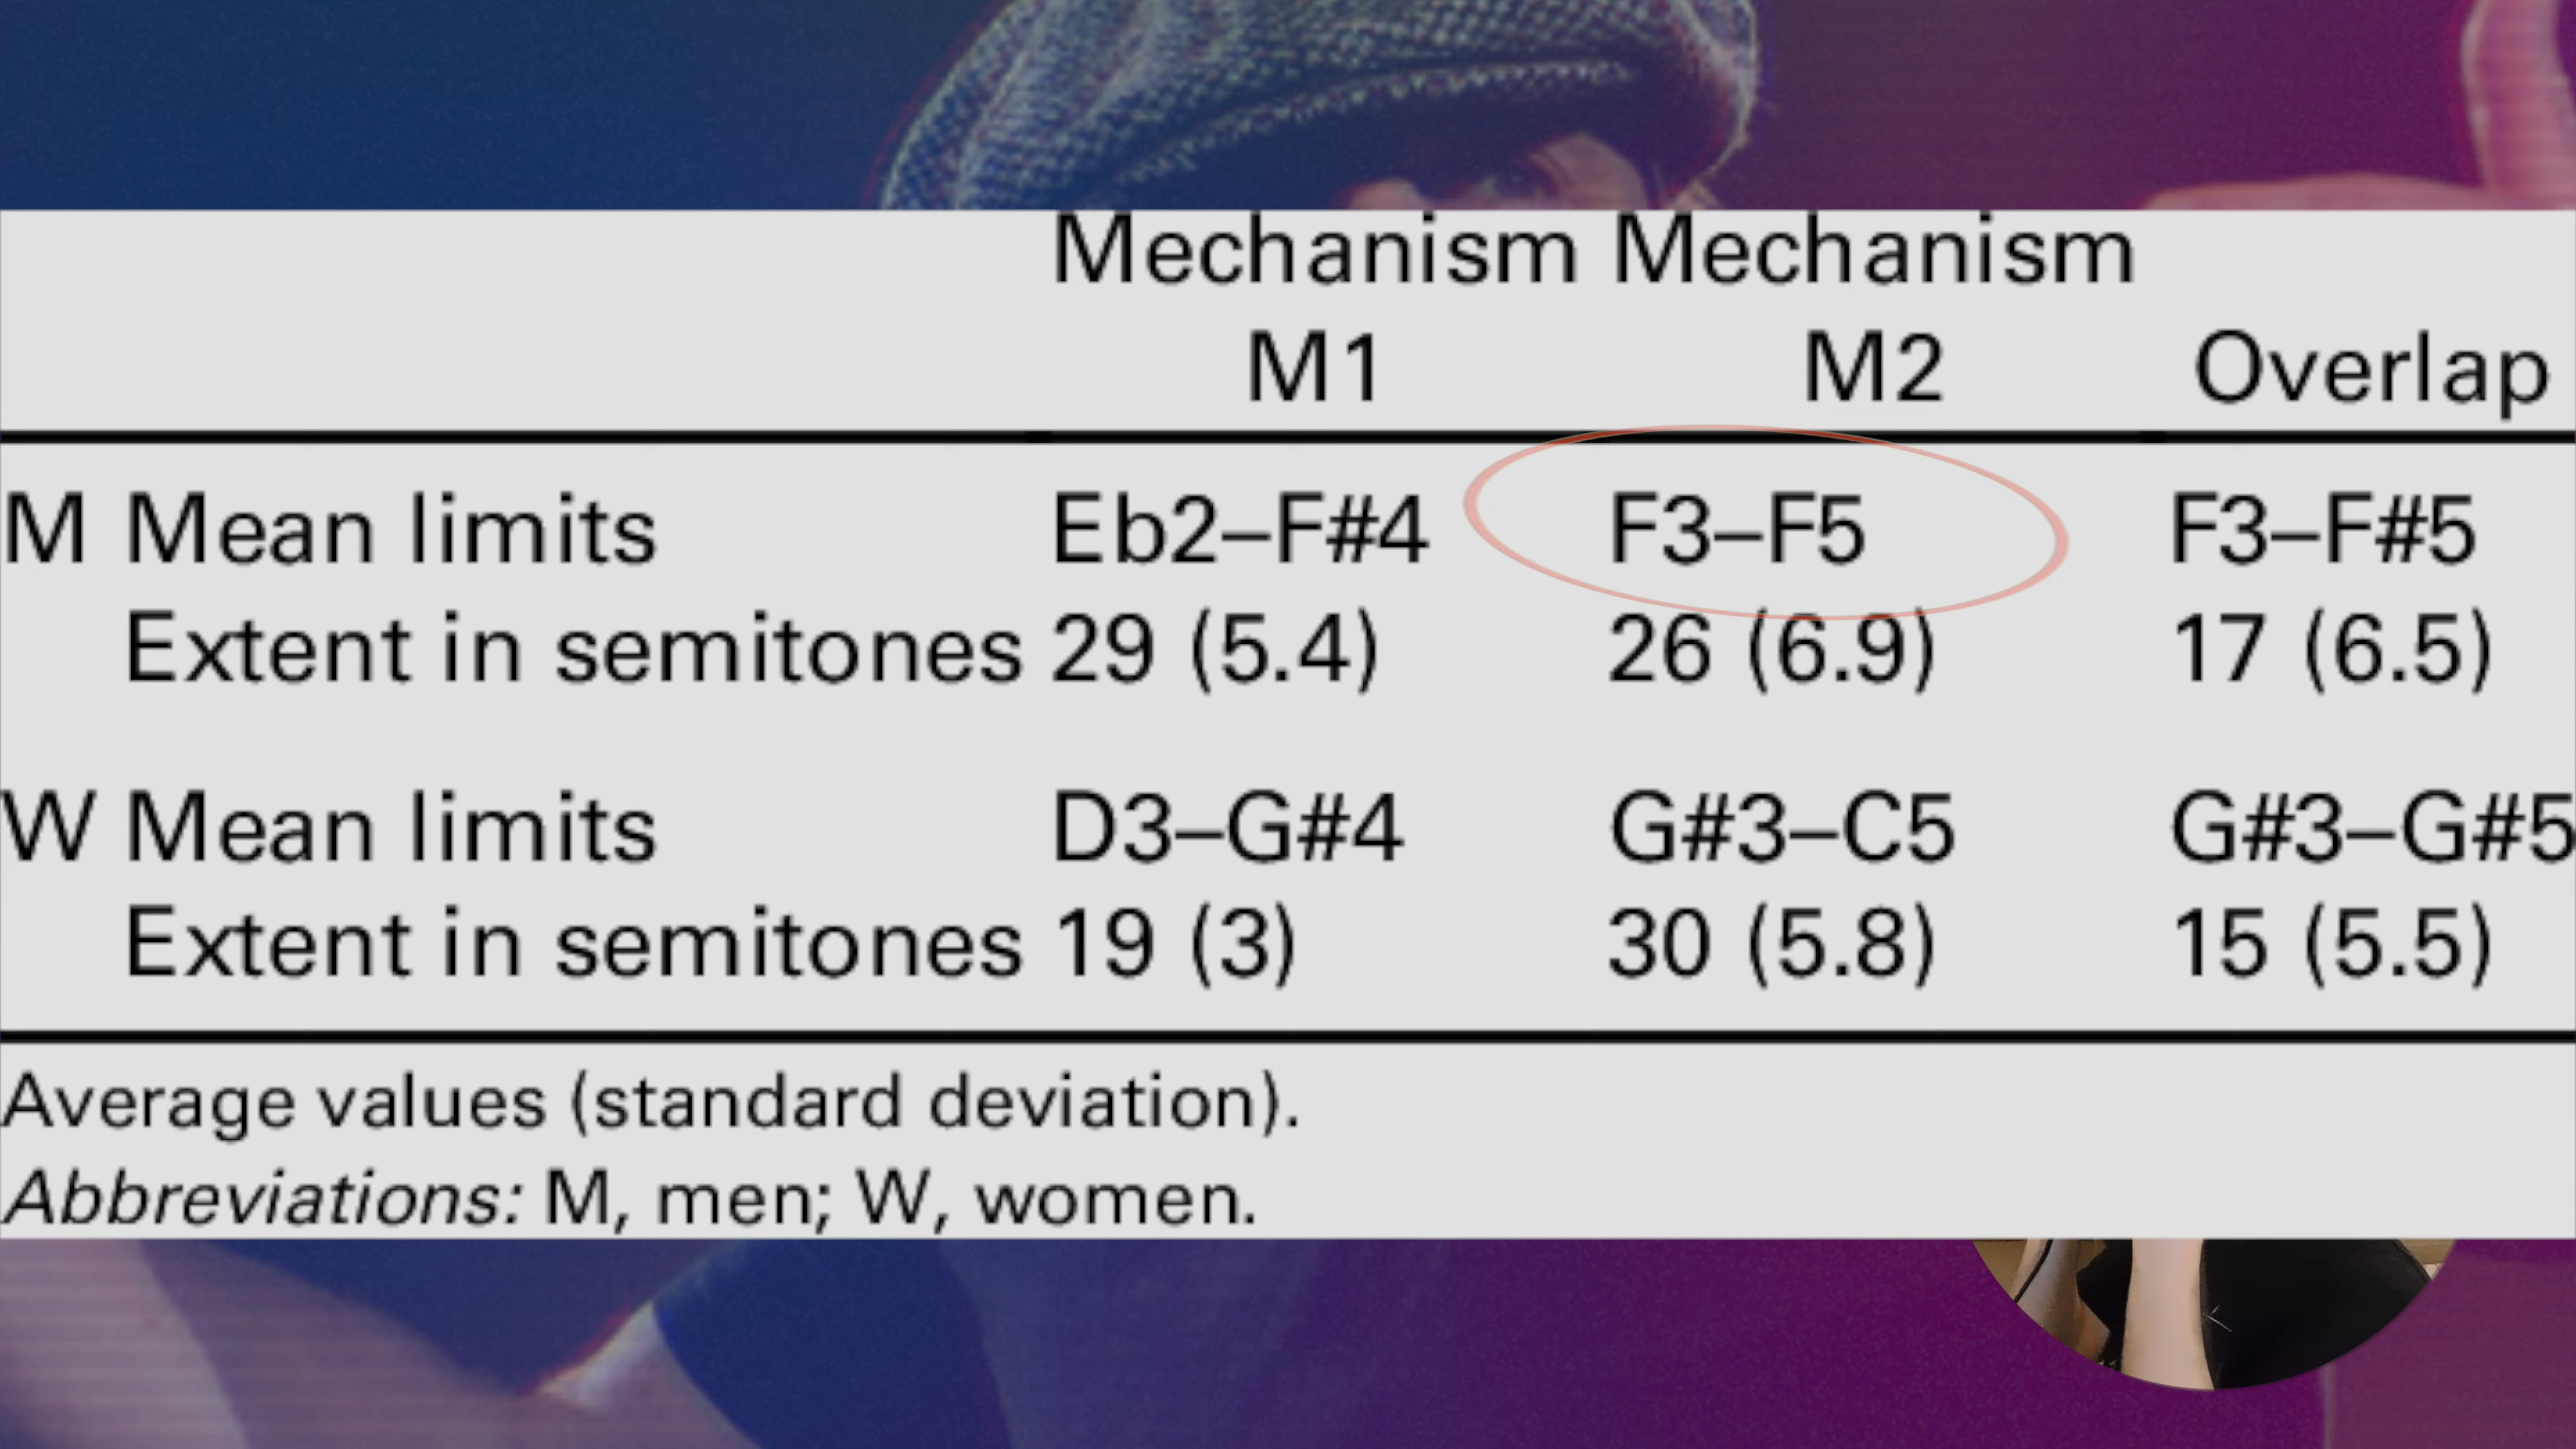 Mechanism Mechanism
M1 M2 Overlap
M Mean limits Eb2–F#4 F3–F5 F3–F#5
Extent in semitones 29 (5.4) 26 (6.9) 17 (6.5)
W Mean limits D3–G#4 G#3–C5 G#3–G#5
Extent in semitones 19 (3) 30 (5.8) 15 (5.5)
Average values (standard deviation).
Abbreviations: M, men; W, women.